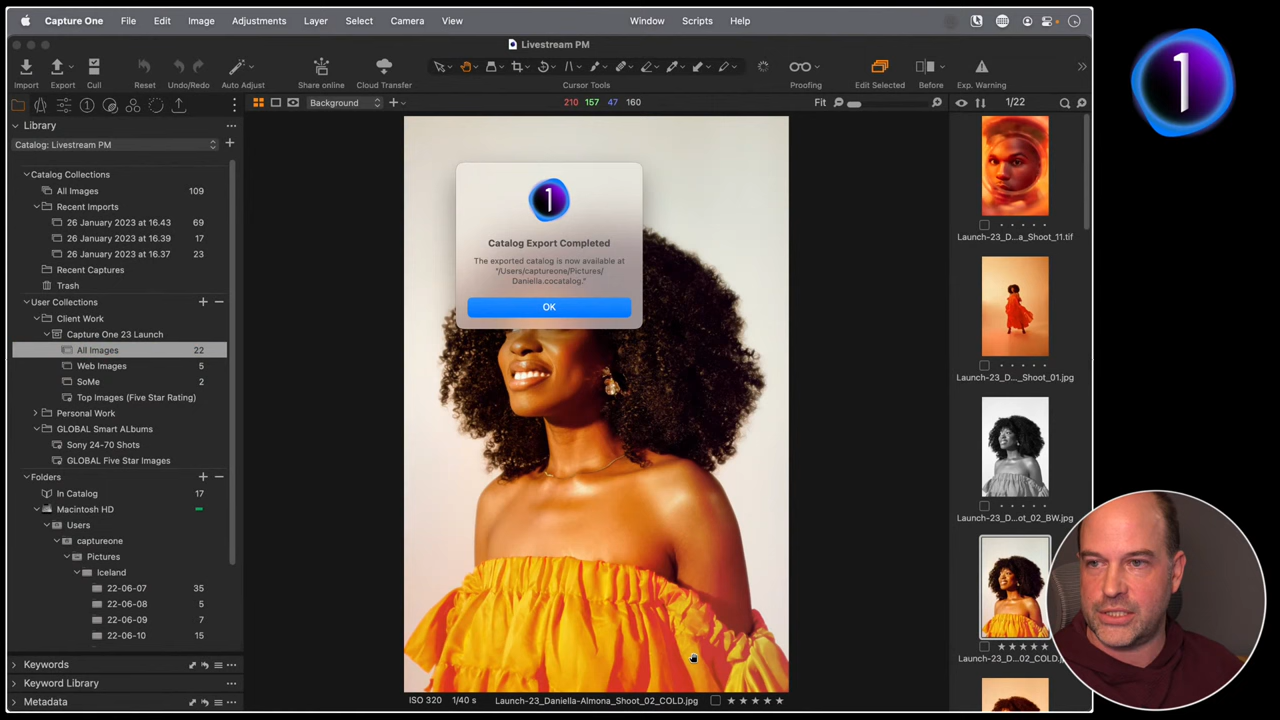 Capture One File Edit Image Adjustments Layer Select Camera View Window Scripts Help
Livestream PM
Import Export Cull Reset Undo/Redo Auto Adjust Share online Cloud Transfer Cursor Tools Proofing Edit Selected Before Exp. Warning
Background 210 157 47 160 Fit 1/22
Library
Catalog: Livestream PM
Catalog Collections
All Images 109
Recent Imports
26 January 2023 at 16.43 69
26 January 2023 at 16.39 17
26 January 2023 at 16.37 23
Recent Captures
Trash
User Collections
Client Work
Capture One 23 Launch
All Images 22
Web Images 5
SoMe 2
Top Images (Five Star Rating)
Personal Work
GLOBAL Smart ALbums
Sony 24-70 Shots
GLOBAL Five Star Images
Folders
In Catalog 17
Macintosh HD
Users
captureone
Pictures
Iceland
22-06-07 35
22-06-08 5
22-06-09 7
22-06-10 15
Keywords
Keyword Library
Metadata
1
Catalog Export Completed
The exported catalog is now available at
"/Users/captureone/Pictures/
Daniella.cocatalog."
OK
ISO 320 1/40 s Launch-23_Daniella-Almona_Shoot_02_COLD.jpg
Launch-23_D...a_Shoot_11.tif
Launch-23_D..._Shoot_01.jpg
Launch-23_D...ot_02_BW.jpg
Launch-23_D...02_COLD.j
1